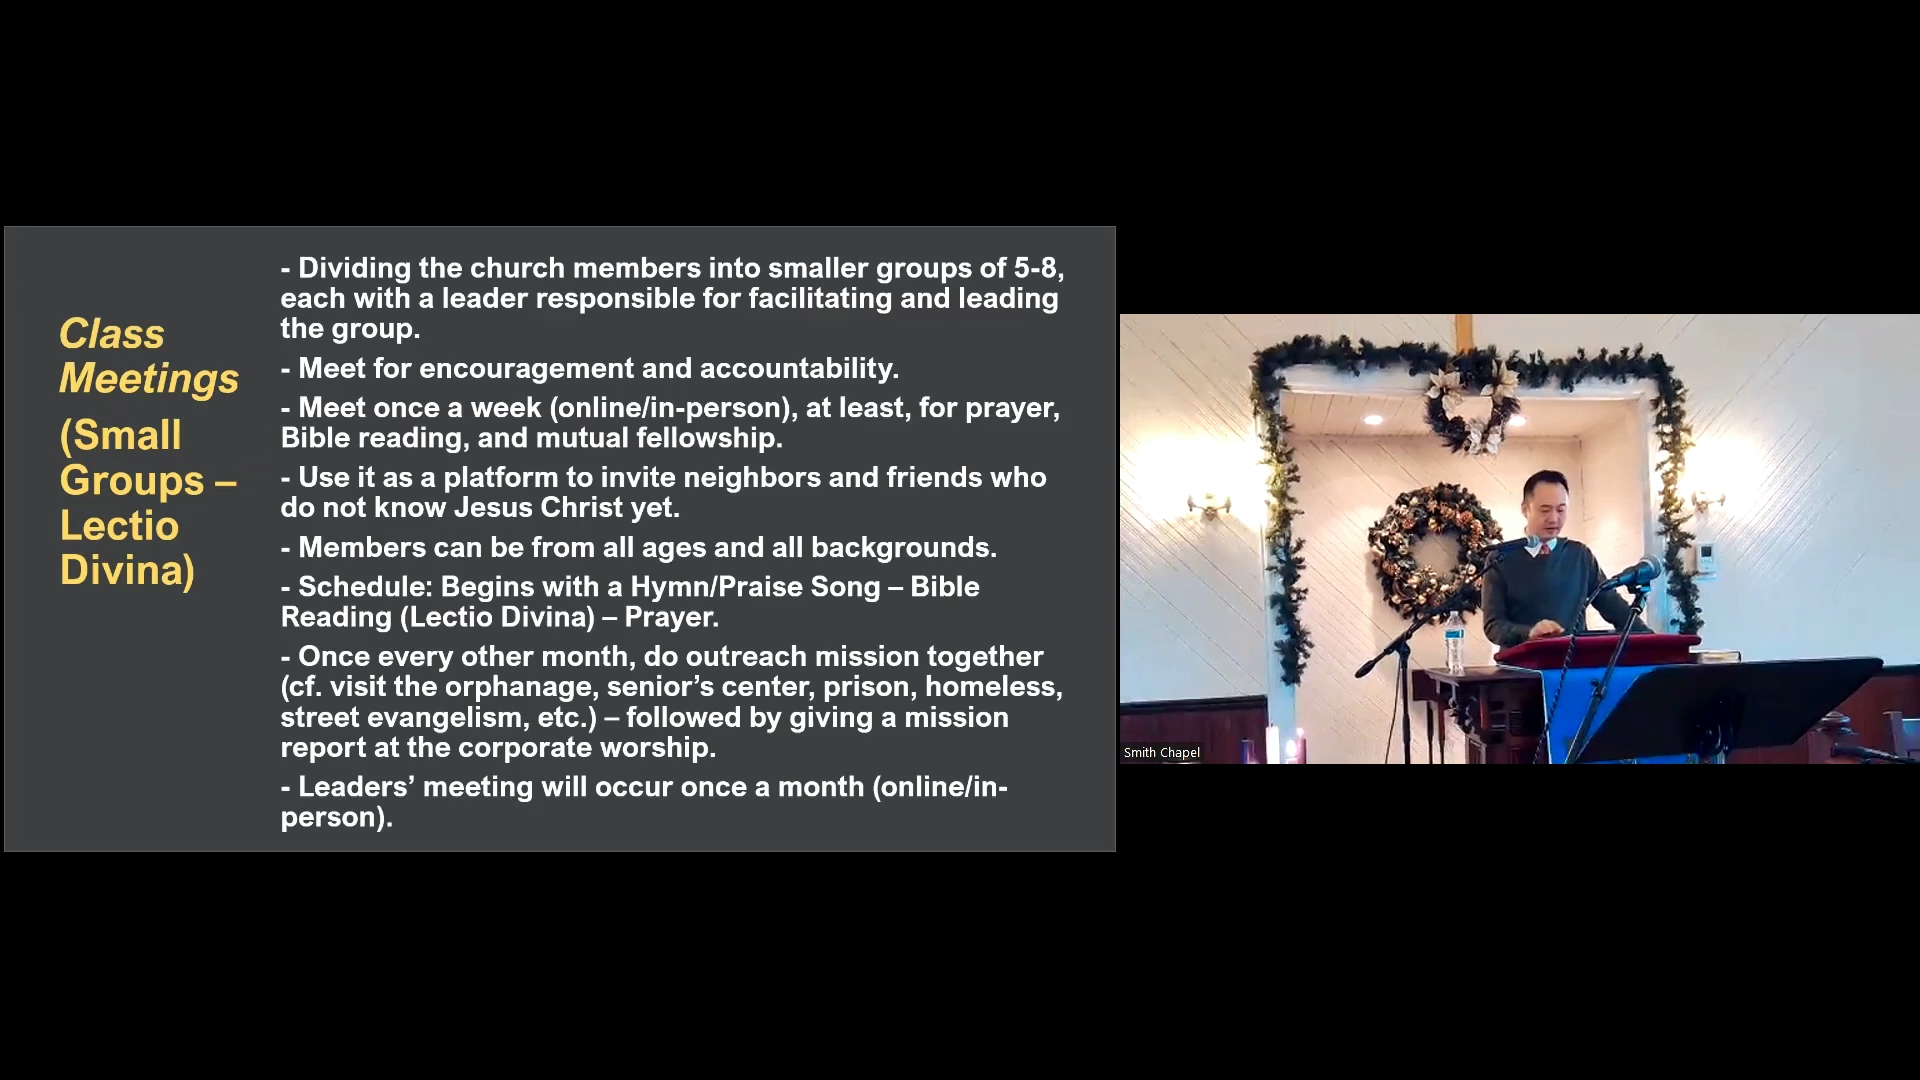 Class
Meetings
(Small
Groups –
Lectio
Divina)
- Dividing the church members into smaller groups of 5-8,
each with a leader responsible for facilitating and leading
the group.
- Meet for encouragement and accountability.
- Meet once a week (online/in-person), at least, for prayer,
Bible reading, and mutual fellowship.
- Use it as a platform to invite neighbors and friends who
do not know Jesus Christ yet.
- Members can be from all ages and all backgrounds.
- Schedule: Begins with a Hymn/Praise Song – Bible
Reading (Lectio Divina) – Prayer.
- Once every other month, do outreach mission together
(cf. visit the orphanage, senior’s center, prison, homeless,
street evangelism, etc.) – followed by giving a mission
report at the corporate worship.
- Leaders’ meeting will occur once a month (online/in-
person).
Smith Chapel